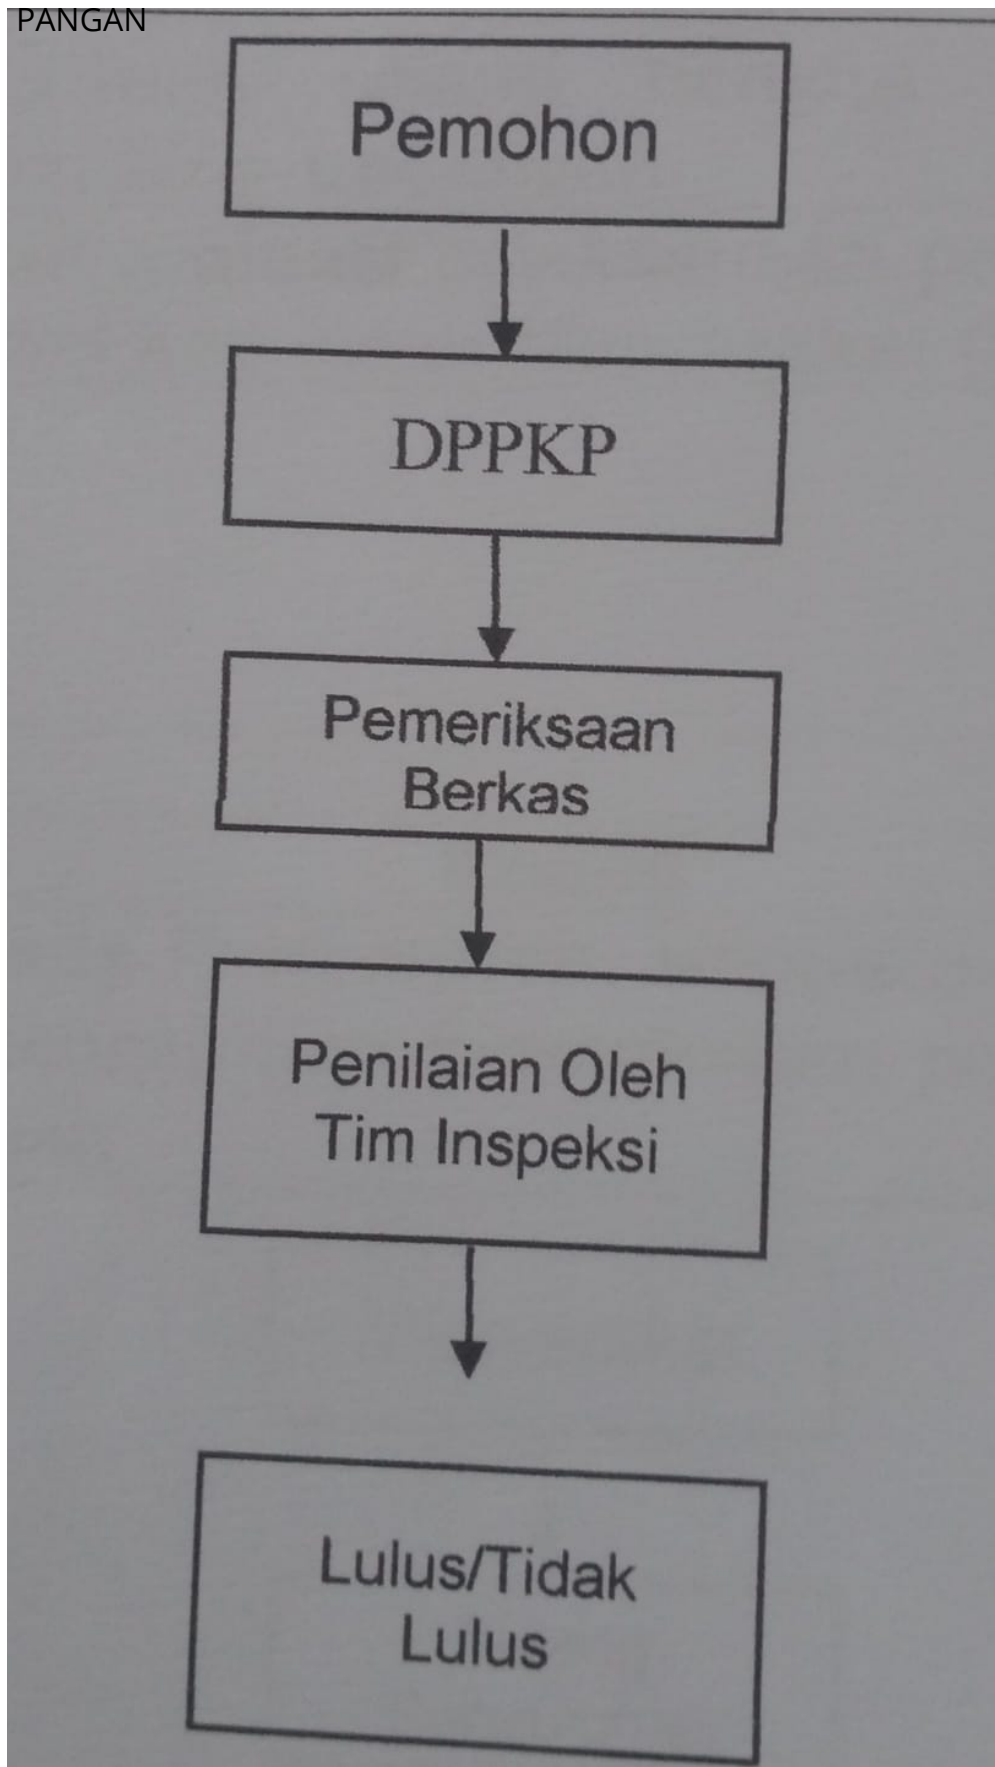 PANGAN
Pemohon
DPPKP
Pemeriksaan
Berkas
Penilaian Oleh
Tim Inspeksi
Lulus/Tidak
Lulus